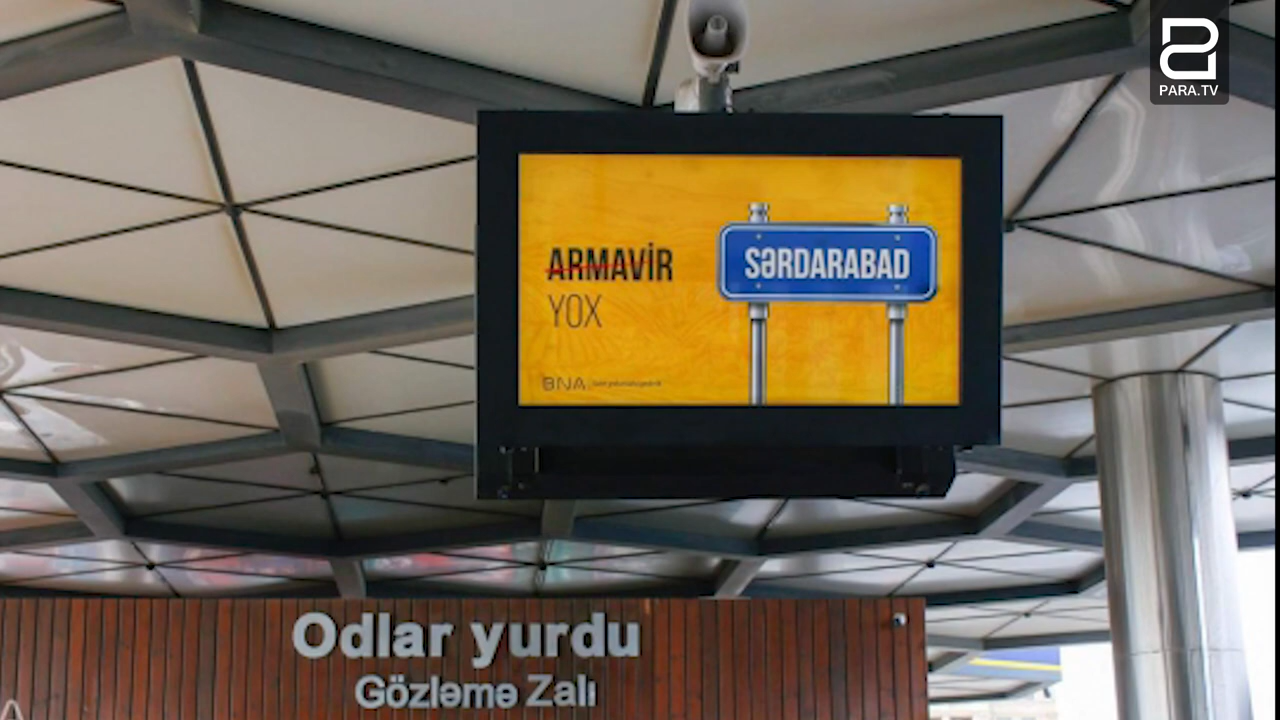 PARA.TV
ARMAVİR
YOX
SƏRDARABAD
BNA
Odlar yurdu
Gözləmə Zalı